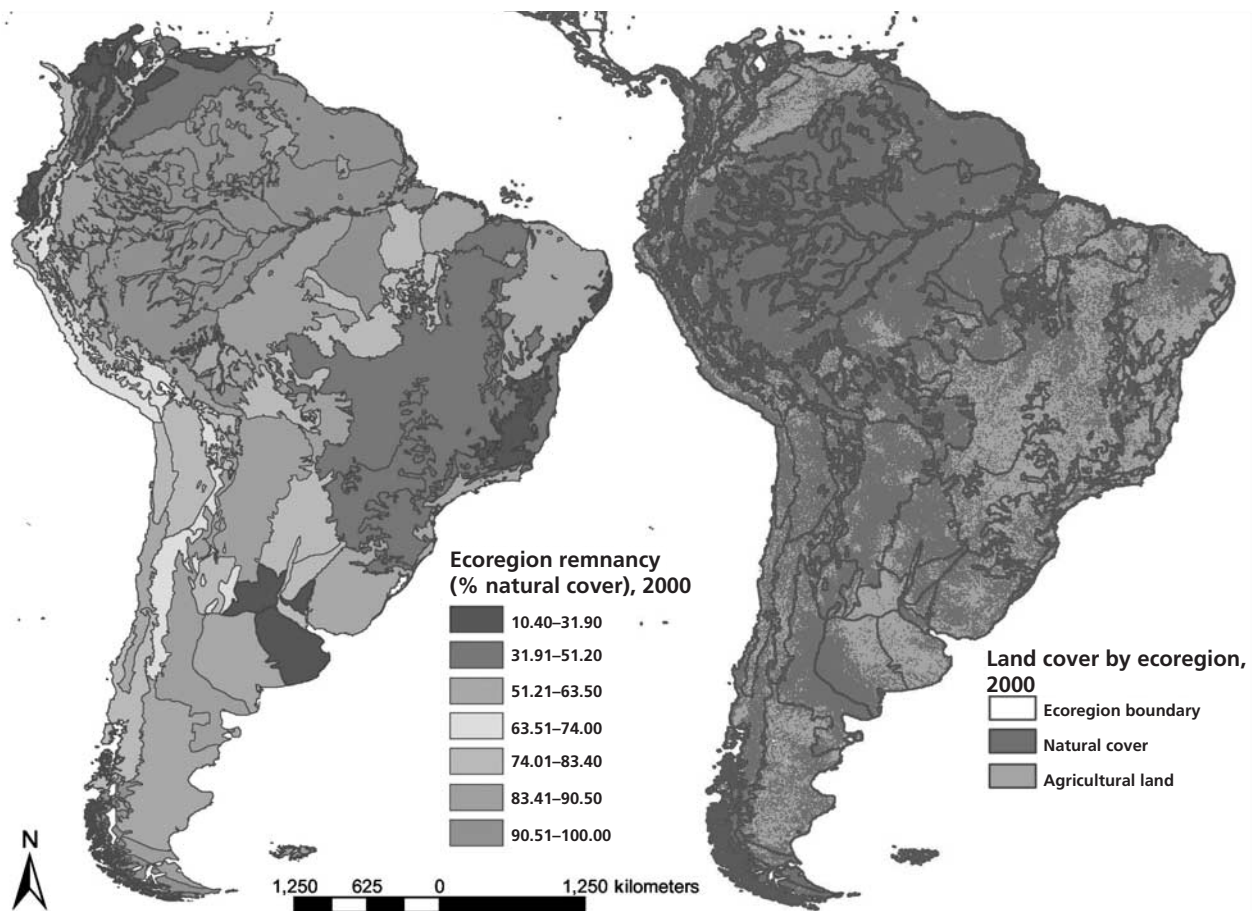 Ecoregion remnancy
(% natural cover), 2000
10.40–31.90
31.91–51.20
51.21–63.50
63.51–74.00
74.01–83.40
83.41–90.50
90.51–100.00
N
1,250 625 0 1,250 kilometers
Land cover by ecoregion,
2000
Ecoregion boundary
Natural cover
Agricultural land